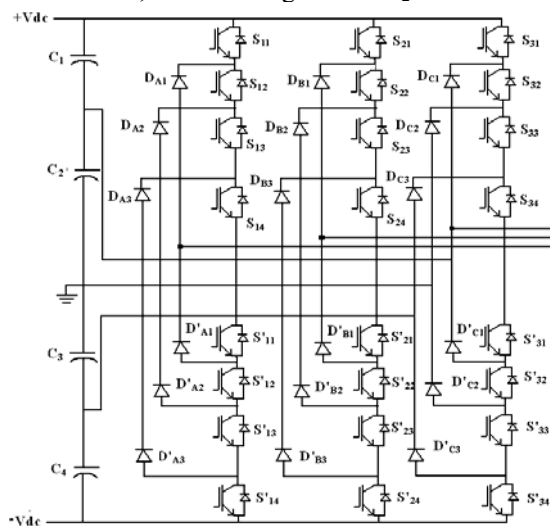 +Vdc
C1
C2
C3
C4
-Vdc
DA1
DA2
DA3
D'A1
D'A2
D'A3
S11
S12
S13
S14
S'11
S'12
S'13
S'14
DB1
DB2
DB3
D'B1
D'B2
D'B3
S21
S22
S23
S24
S'21
S'22
S'23
S'24
DC1
DC2
DC3
D'C1
D'C2
D'C3
S31
S32
S33
S34
S'31
S'32
S'33
S'34